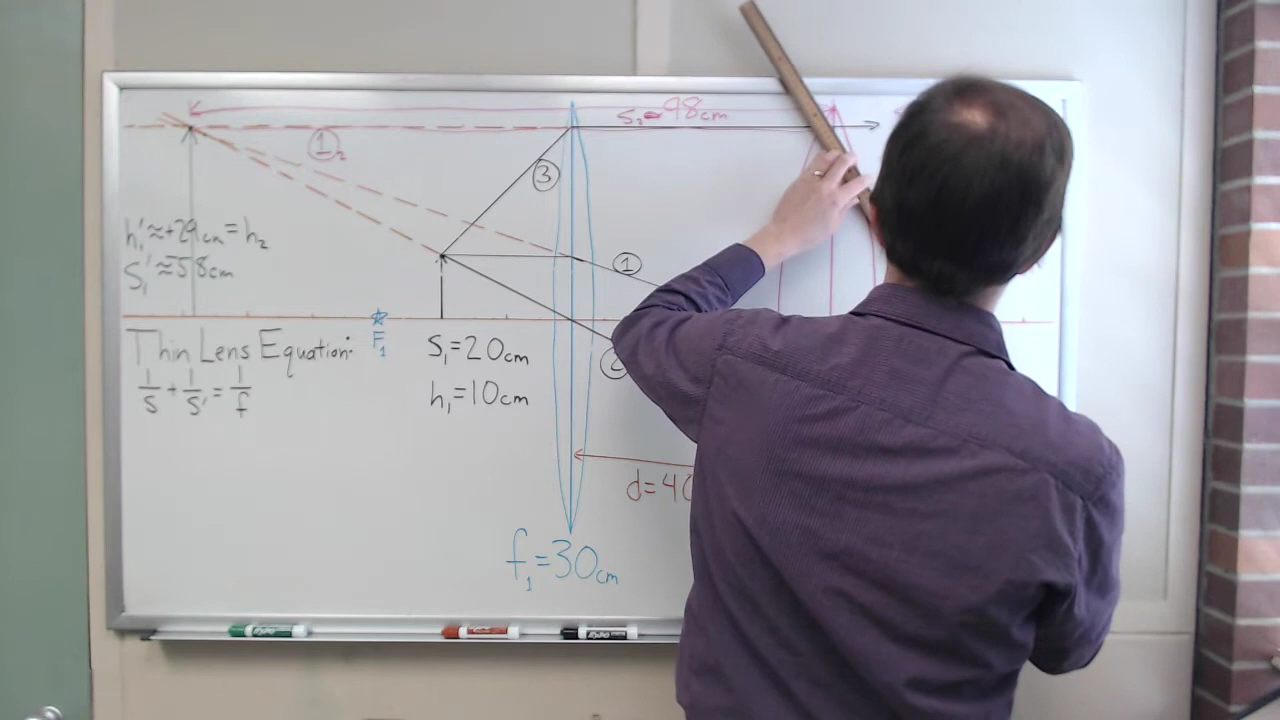 S₂=98cm
①₂
③
h₁'≈+29cm=h₂
S₁'≈-58cm
①
F₁
Thin Lens Equation:
1/s + 1/s' = 1/f
S₁=20cm
h₁=10cm
d=40
f₁=30cm